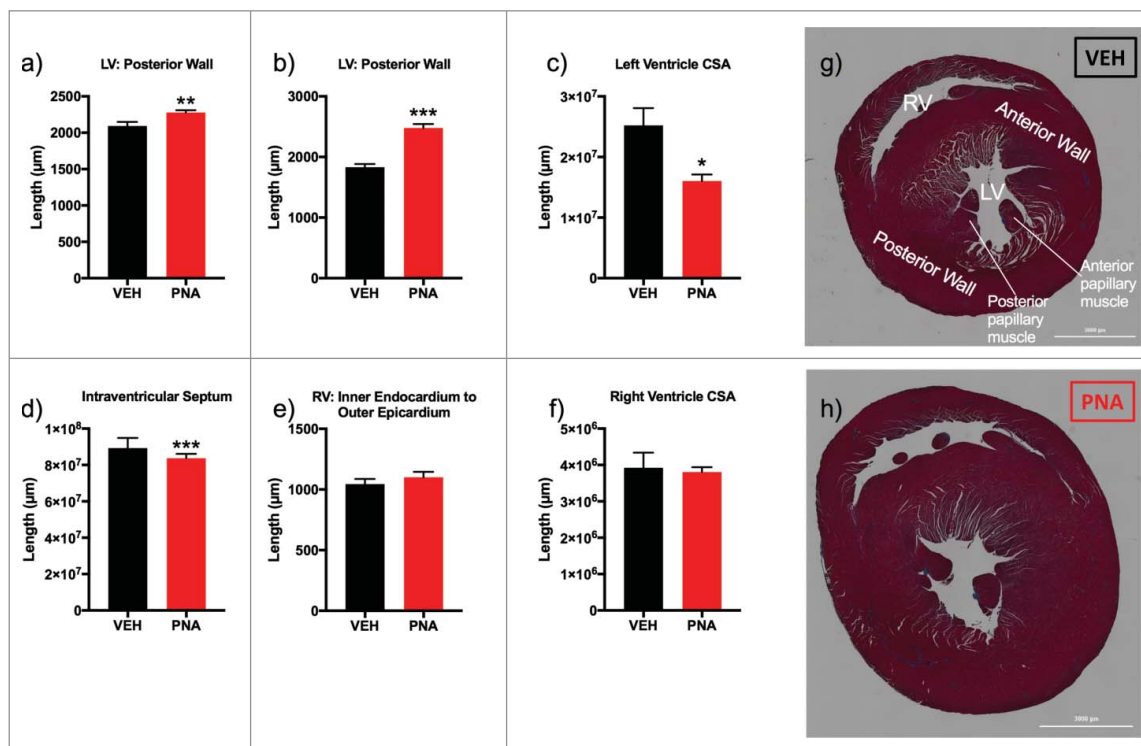 a)
LV: Posterior Wall
Length (µm)
2500
2000
1500
1000
500
0
**
VEH PNA
b)
LV: Posterior Wall
Length (µm)
3000
2000
1000
0
***
VEH PNA
c)
Left Ventricle CSA
Length (µm)
3×10⁷
2×10⁷
1×10⁷
0
*
VEH PNA
g)
VEH
RV
Anterior Wall
LV
Posterior Wall
Anterior
papillary
muscle
Posterior
papillary
muscle
3000 µm
d)
Intraventricular Septum
Length (µm)
1×10⁸
8×10⁷
6×10⁷
4×10⁷
2×10⁷
0
***
VEH PNA
e)
RV: Inner Endocardium to
Outer Epicardium
Length (µm)
1500
1000
500
0
VEH PNA
f)
Right Ventricle CSA
Length (µm)
5×10⁶
4×10⁶
3×10⁶
2×10⁶
1×10⁶
0
VEH PNA
h)
PNA
3000 µm